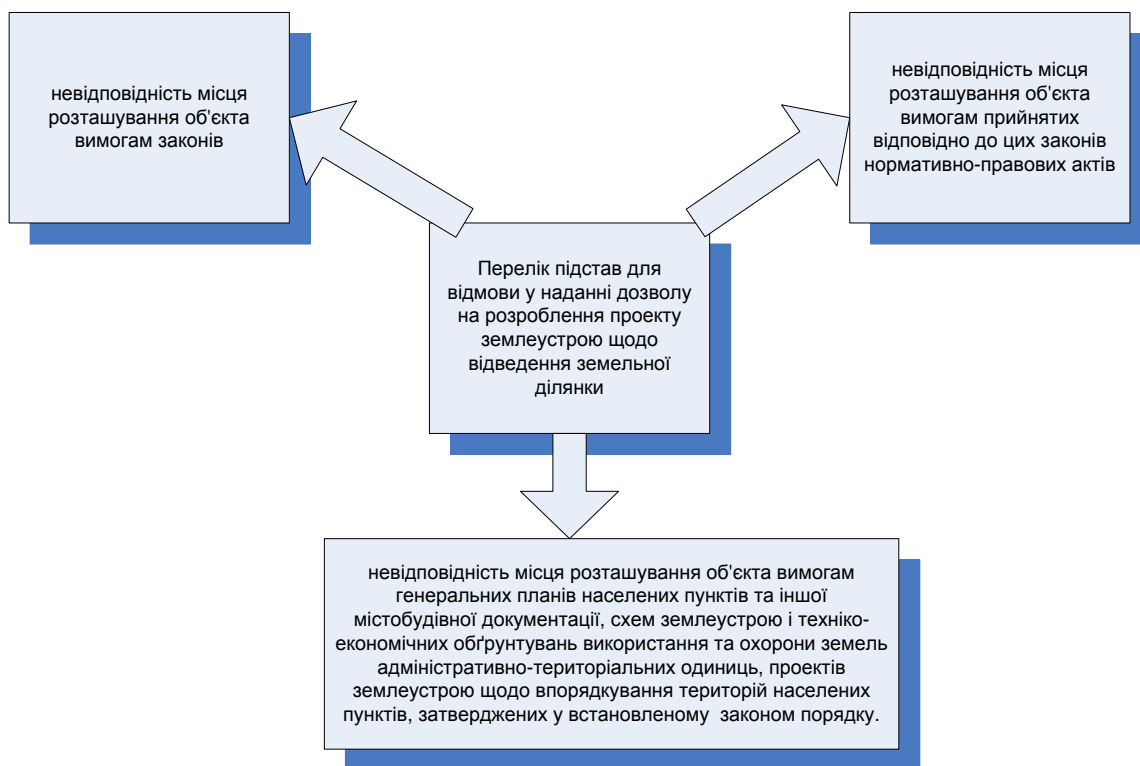 невідповідність місця
розташування об'єкта
вимогам законів
невідповідність місця
розташування об'єкта
вимогам прийнятих
відповідно до цих законів
нормативно-правових актів
Перелік підстав для
відмови у наданні дозволу
на розроблення проекту
землеустрою щодо
відведення земельної
ділянки
невідповідність місця розташування об'єкта вимогам
генеральних планів населених пунктів та іншої
містобудівної документації, схем землеустрою і техніко-
економічних обґрунтувань використання та охорони земель
адміністративно-територіальних одиниць, проектів
землеустрою щодо впорядкування територій населених
пунктів, затверджених у встановленому законом порядку.